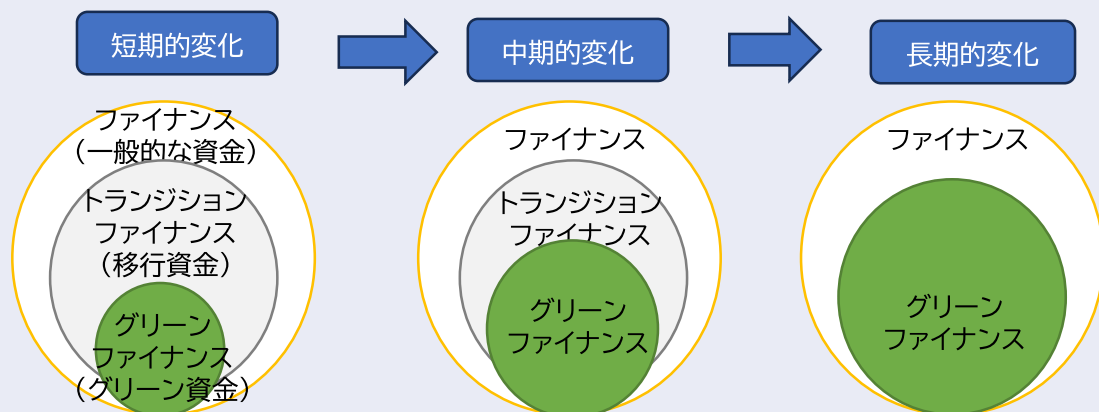 短期的変化
中期的変化
長期的変化
ファイナンス
（一般的な資金）
トランジション
ファイナンス
（移行資金）
グリーン
ファイナンス
（グリーン資金）
ファイナンス
トランジション
ファイナンス
グリーン
ファイナンス
ファイナンス
グリーン
ファイナンス